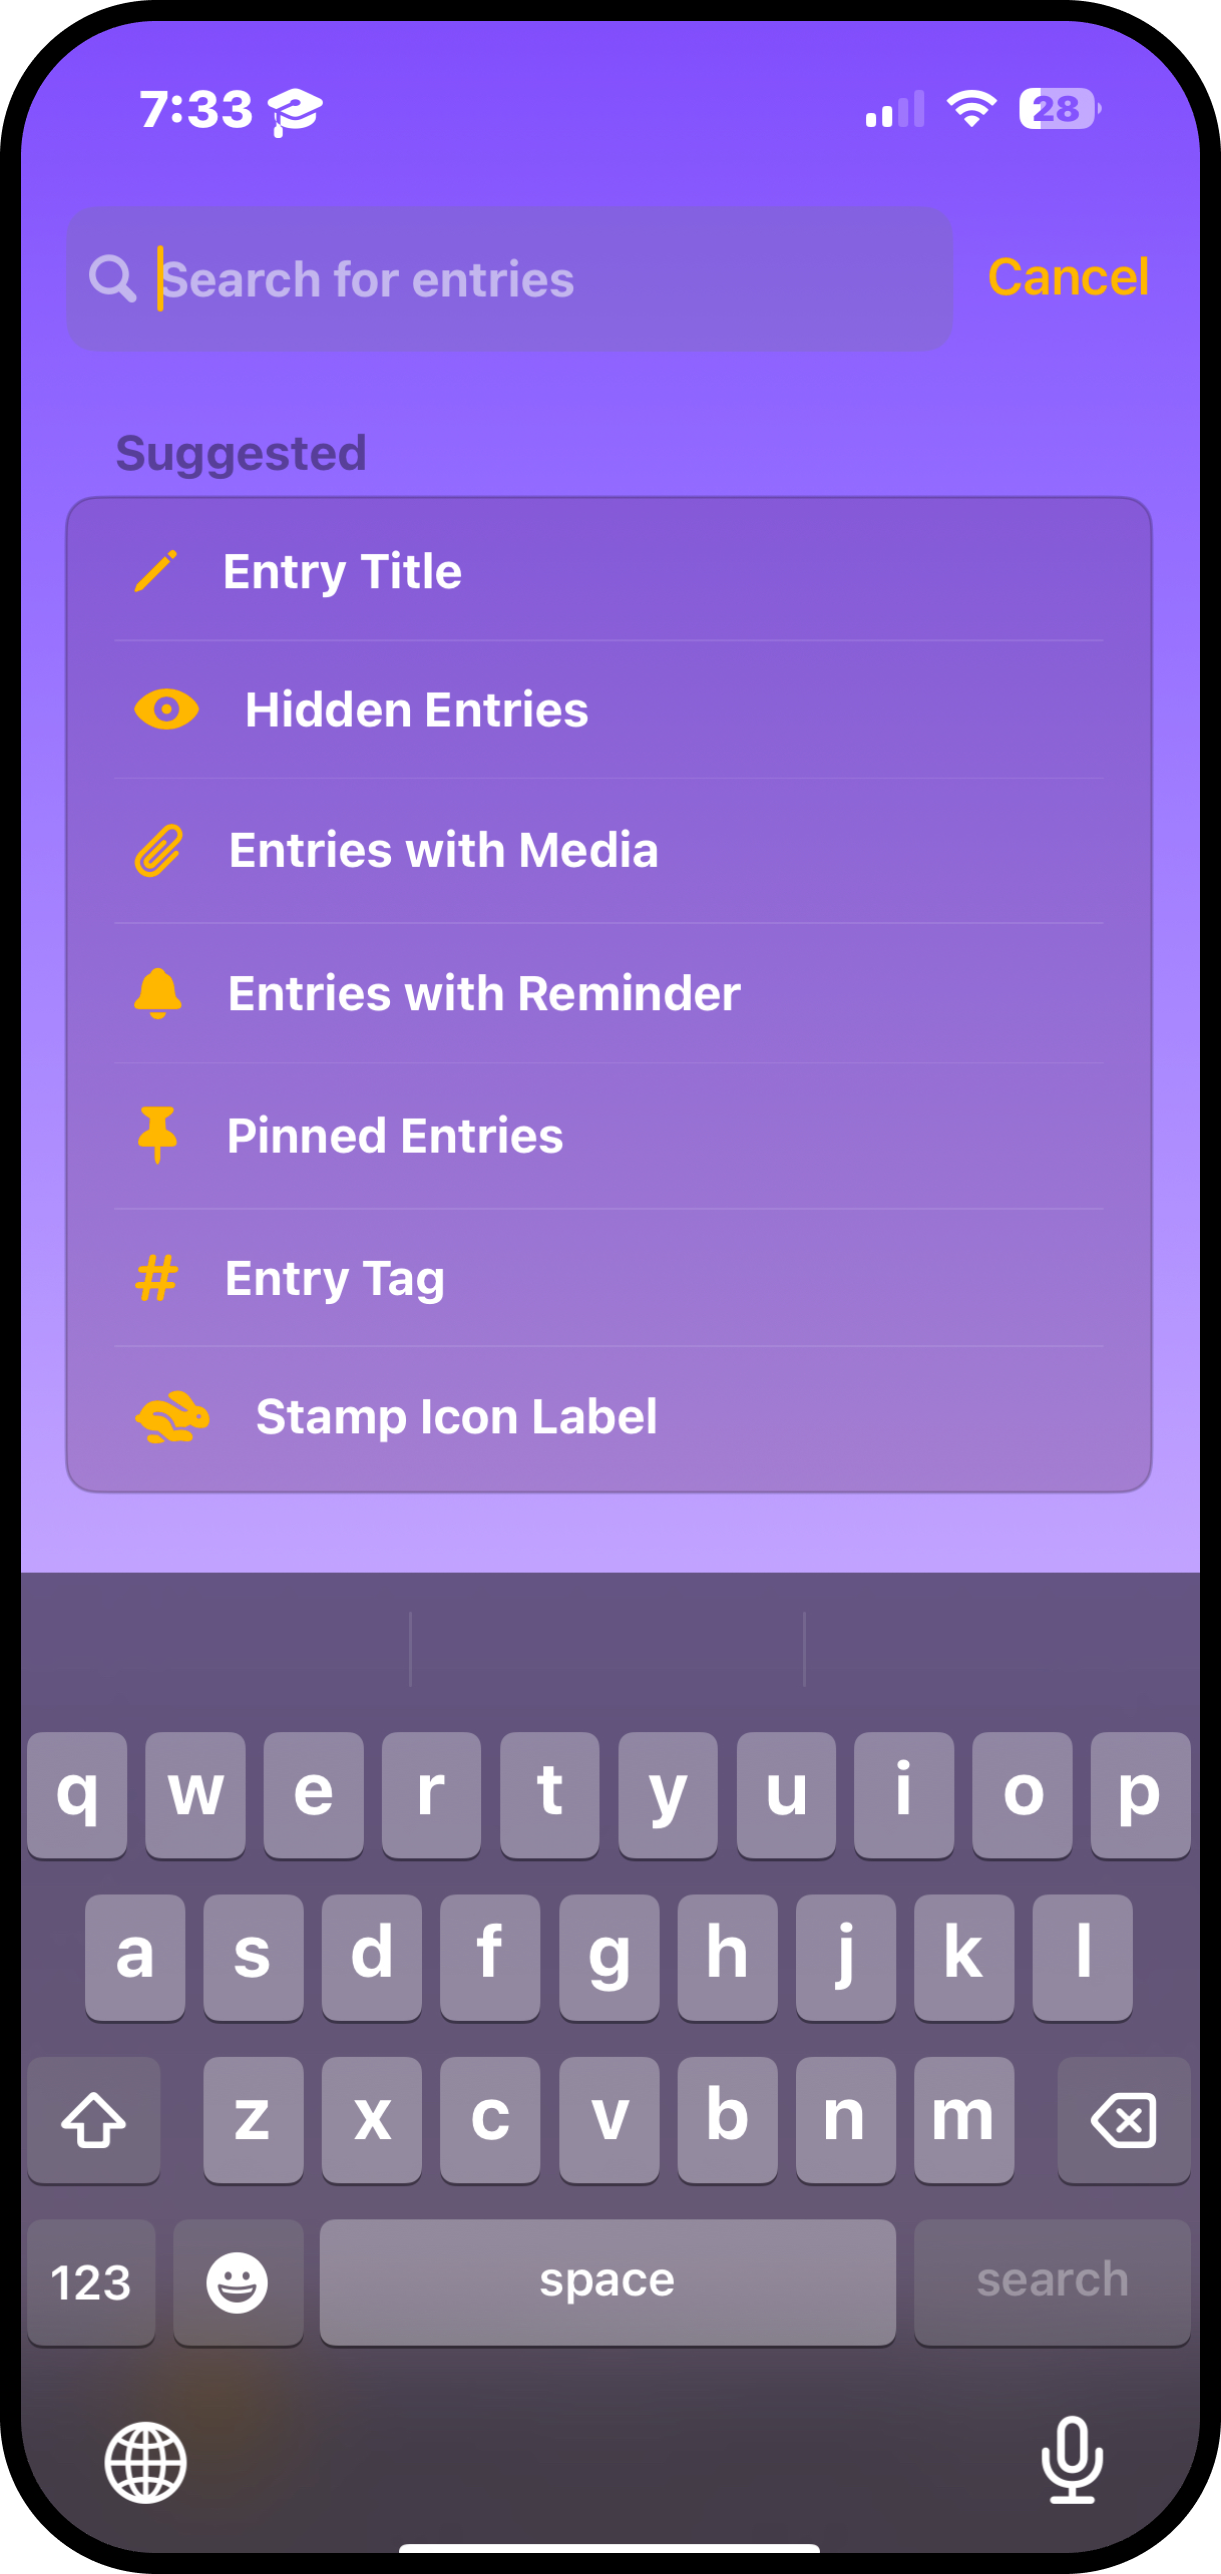 7:33 28
Search for entries Cancel
Suggested
Entry Title
Hidden Entries
Entries with Media
Entries with Reminder
Pinned Entries
# Entry Tag
Stamp Icon Label
q w e r t y u i o p
a s d f g h j k l
z x c v b n m
123 space search